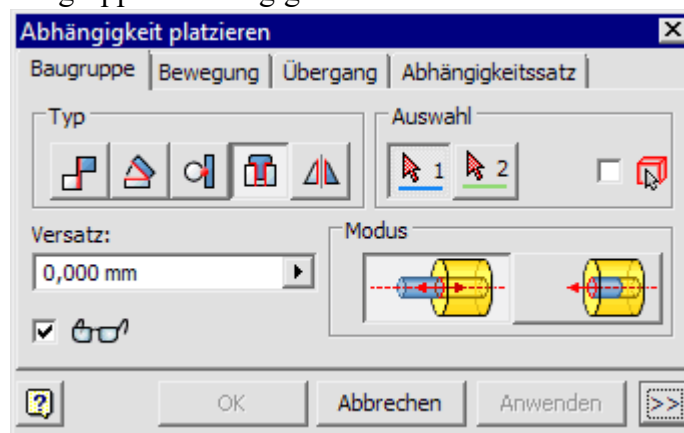 Abhängigkeit platzieren
Baugruppe Bewegung Übergang Abhängigkeitssatz
Typ Auswahl
1 2
Versatz: Modus
0,000 mm
OK Abbrechen Anwenden >>